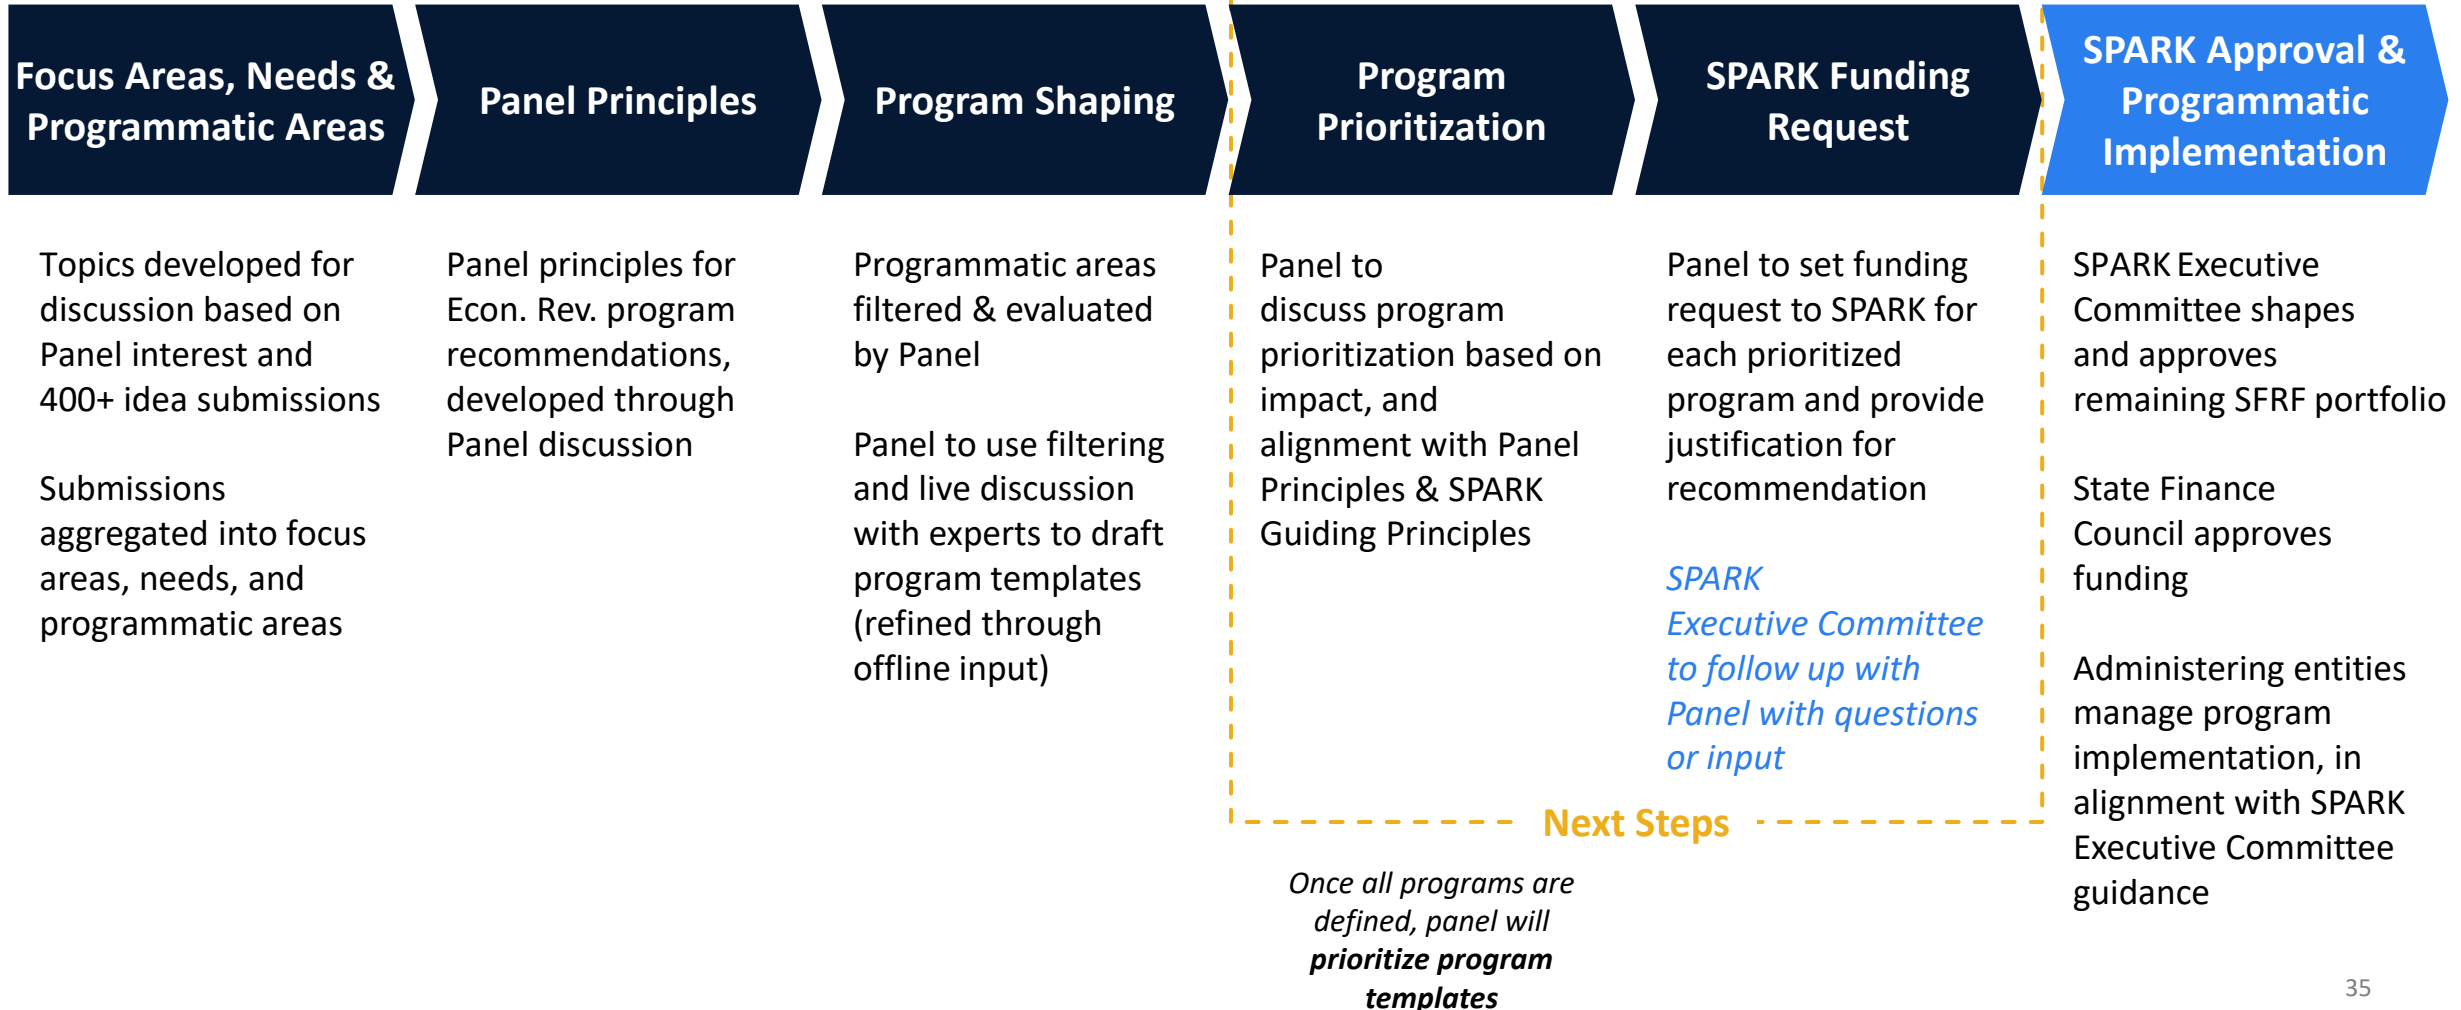 Focus Areas, Needs &
Programmatic Areas
Panel Principles
Program Shaping
Program
Prioritization
SPARK Funding
Request
SPARK Approval &
Programmatic
Implementation
Topics developed for
discussion based on
Panel interest and
400+ idea submissions
Submissions
aggregated into focus
areas, needs, and
programmatic areas
Panel principles for
Econ. Rev. program
recommendations,
developed through
Panel discussion
Programmatic areas
filtered & evaluated
by Panel
Panel to use filtering
and live discussion
with experts to draft
program templates
(refined through
offline input)
Panel to
discuss program
prioritization based on
impact, and
alignment with Panel
Principles & SPARK
Guiding Principles
Panel to set funding
request to SPARK for
each prioritized
program and provide
justification for
recommendation
SPARK
Executive Committee
to follow up with
Panel with questions
or input
SPARK Executive
Committee shapes
and approves
remaining SFRF portfolio
State Finance
Council approves
funding
Administering entities
manage program
implementation, in
alignment with SPARK
Executive Committee
guidance
Next Steps
Once all programs are
defined, panel will
prioritize program
templates
35